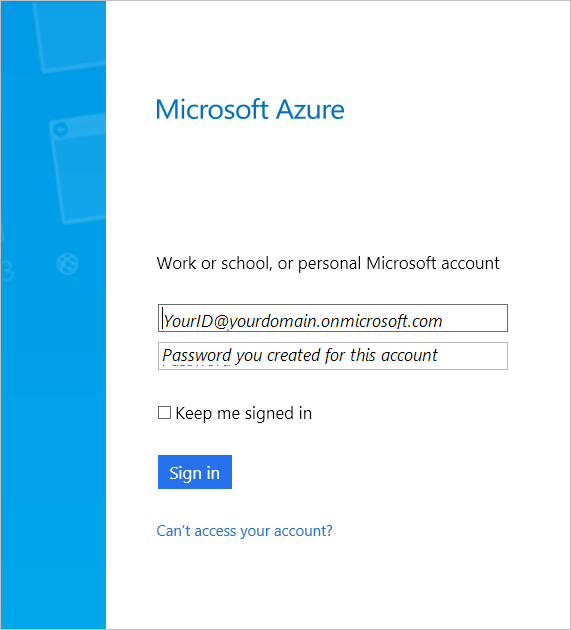 Microsoft Azure
Work or school, or personal Microsoft account
YourID@yourdomain.onmicrosoft.com
Password you created for this account
Keep me signed in
Sign in
Can't access your account?